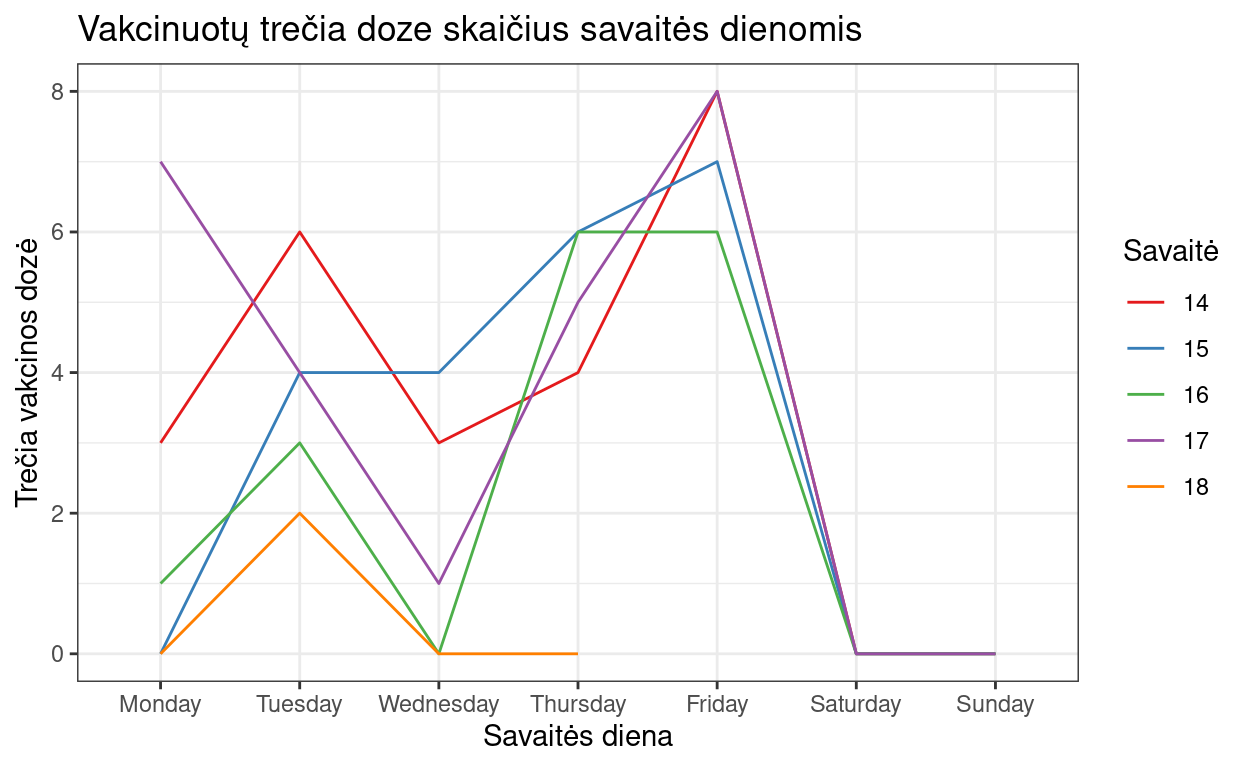 Vakcinuotų trečia doze skaičius savaitės dienomis
Trečia vakcinos dozė
8
6
4
2
0
Monday Tuesday Wednesday Thursday Friday Saturday Sunday
Savaitės diena
Savaitė
14
15
16
17
18